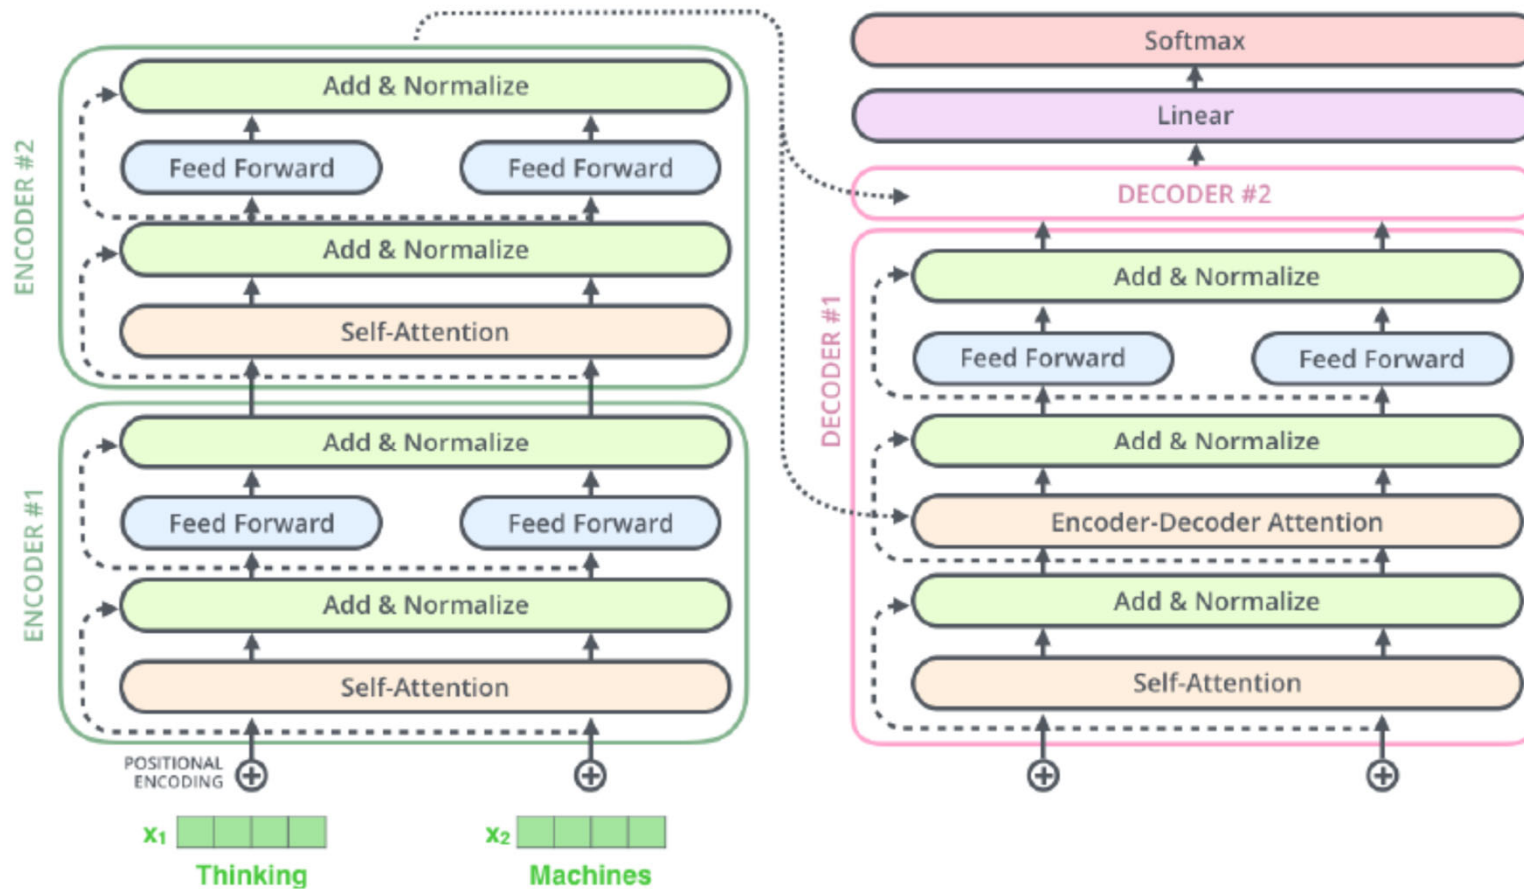 ENCODER #2
Add & Normalize
Feed Forward
Feed Forward
Add & Normalize
Self-Attention
ENCODER #1
Add & Normalize
Feed Forward
Feed Forward
Add & Normalize
Self-Attention
POSITIONAL
ENCODING
x₁
x₂
Thinking
Machines
Softmax
Linear
DECODER #2
DECODER #1
Add & Normalize
Feed Forward
Feed Forward
Add & Normalize
Encoder-Decoder Attention
Add & Normalize
Self-Attention